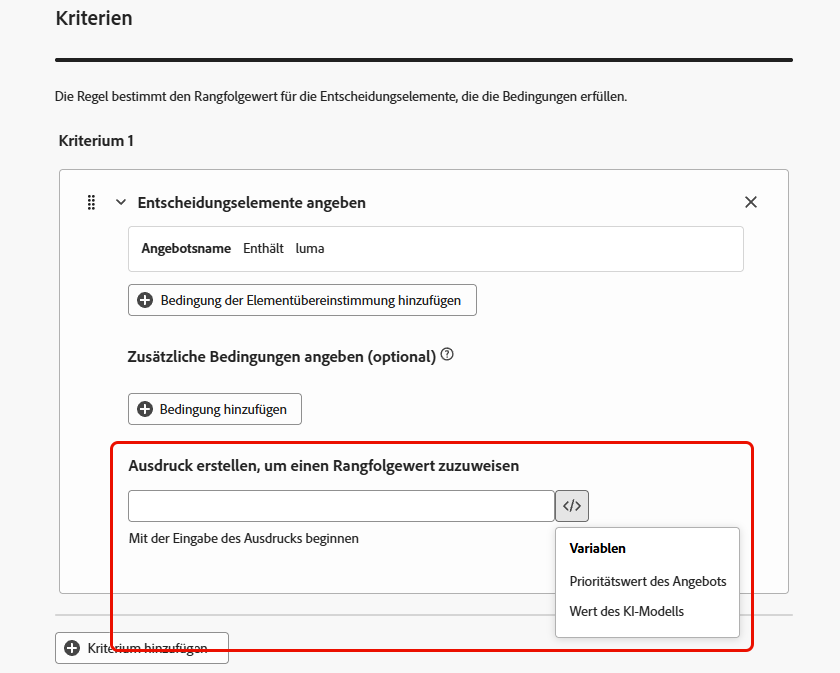 Kriterien
Die Regel bestimmt den Rangfolgewert für die Entscheidungselemente, die die Bedingungen erfüllen.
Kriterium 1
Entscheidungselemente angeben
Angebotsname Enthält luma
Bedingung der Elementübereinstimmung hinzufügen
Zusätzliche Bedingungen angeben (optional)
Bedingung hinzufügen
Ausdruck erstellen, um einen Rangfolgewert zuzuweisen
</>
Mit der Eingabe des Ausdrucks beginnen
Variablen
Prioritätswert des Angebots
Wert des KI-Modells
Kriterium hinzufügen